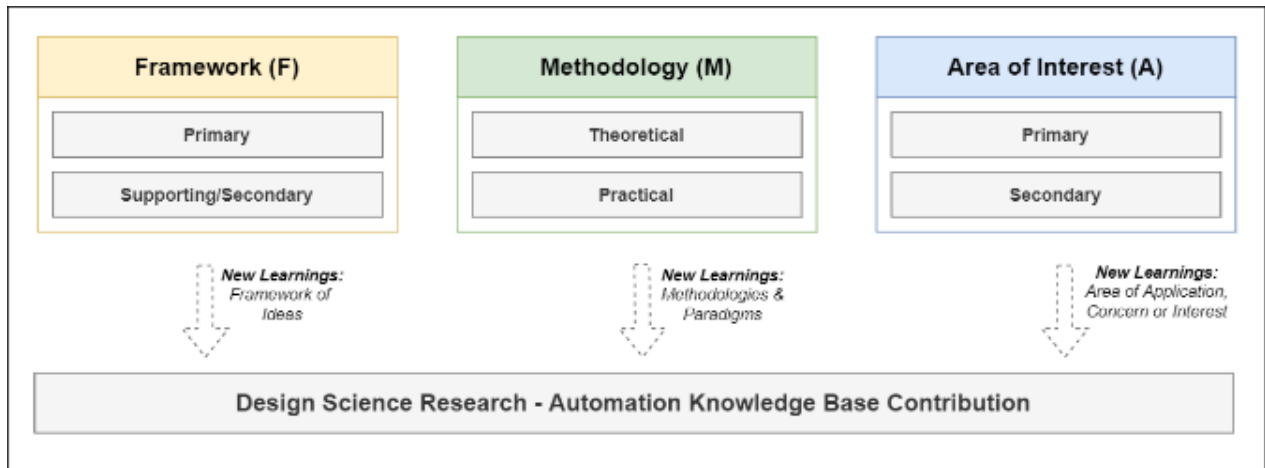 Framework (F)
Primary
Supporting/Secondary
Methodology (M)
Theoretical
Practical
Area of Interest (A)
Primary
Secondary
New Learnings:
Framework of
Ideas
New Learnings:
Methodologies &
Paradigms
New Learnings:
Area of Application,
Concern or Interest
Design Science Research - Automation Knowledge Base Contribution